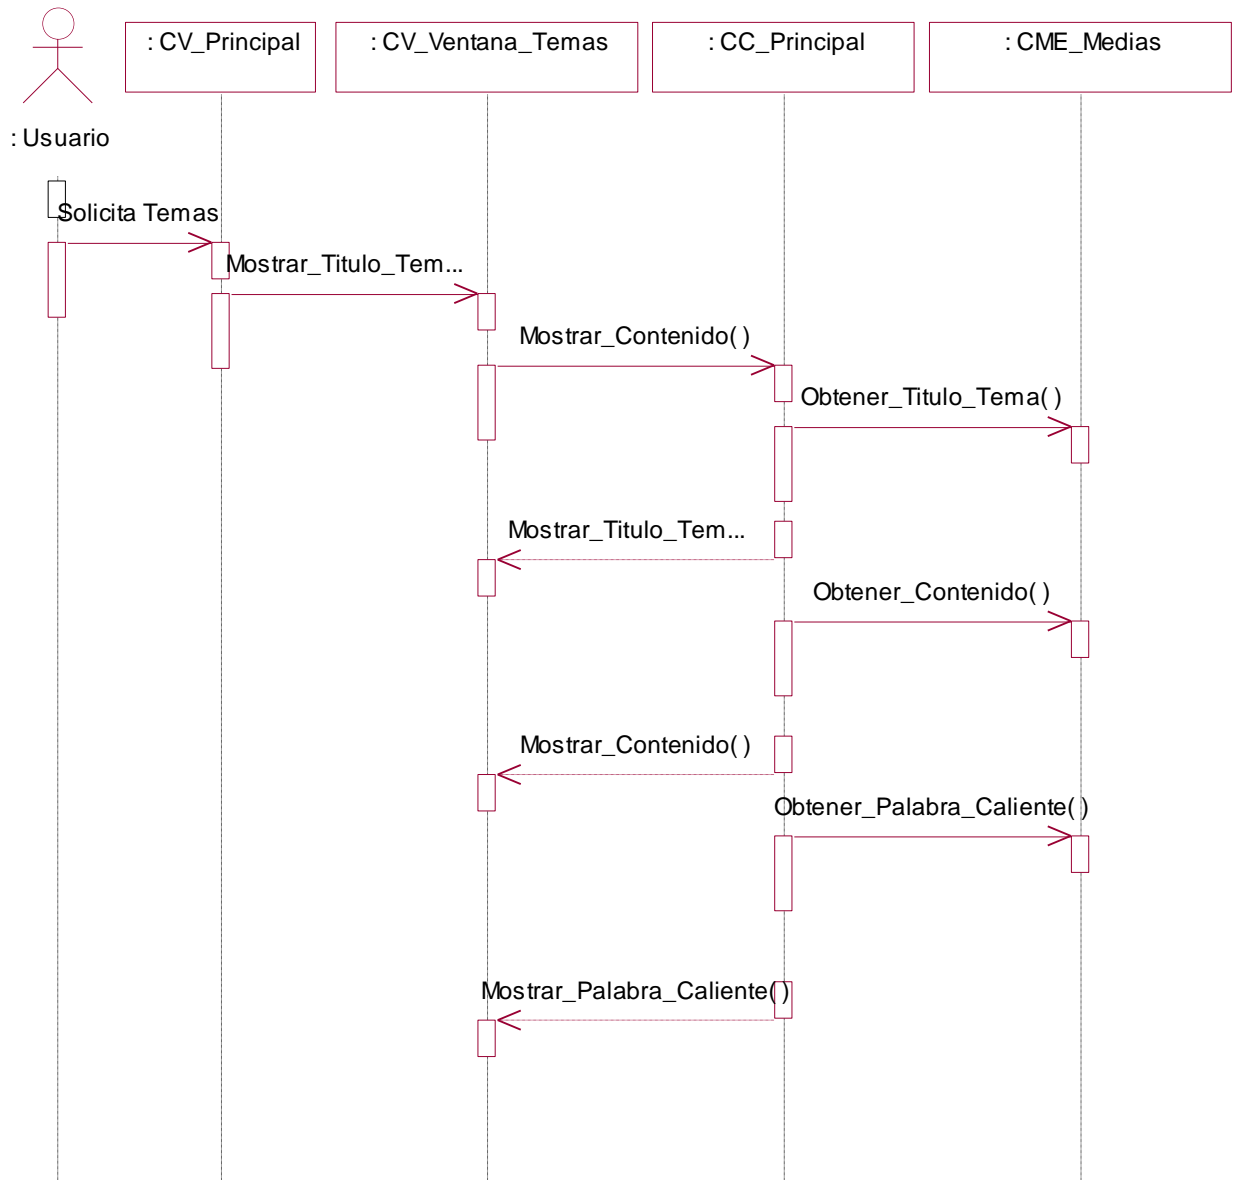 : CV_Principal
: CV_Ventana_Temas
: CC_Principal
: CME_Medias
: Usuario
Solicita Temas
Mostrar_Titulo_Tem...
Mostrar_Contenido( )
Obtener_Titulo_Tema( )
Mostrar_Titulo_Tem...
Obtener_Contenido( )
Mostrar_Contenido( )
Obtener_Palabra_Caliente( )
Mostrar_Palabra_Caliente( )